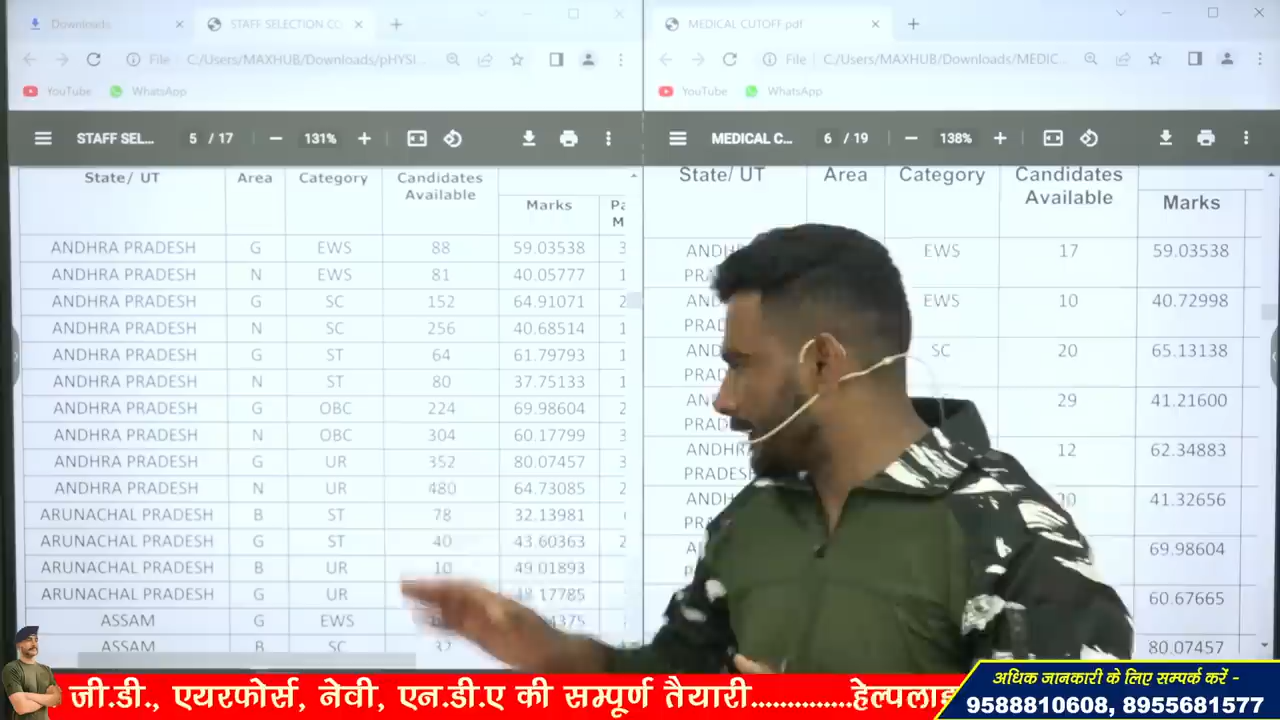 Downloads
STAFF SELECTION CO
MEDICAL CUTOFF.pdf
File
C:/Users/MAXHUB/Downloads/pHYSI...
File
C:/Users/MAXHUB/Downloads/MEDIC...
YouTube
WhatsApp
YouTube
WhatsApp
STAFF SEL...
5 / 17
131%
MEDICAL C...
6 / 19
138%
State/ UT
Area
Category
Candidates Available
Marks
ANDHRA PRADESH G EWS 88 59.03538
ANDHRA PRADESH N EWS 81 40.05777
ANDHRA PRADESH G SC 152 64.91071
ANDHRA PRADESH N SC 256 40.68514
ANDHRA PRADESH G ST 64 61.79793
ANDHRA PRADESH N ST 80 37.75133
ANDHRA PRADESH G OBC 224 69.98604
ANDHRA PRADESH N OBC 304 60.17799
ANDHRA PRADESH G UR 352 80.07457
ANDHRA PRADESH N UR 480 64.73085
ARUNACHAL PRADESH B ST 78 32.13981
ARUNACHAL PRADESH G ST 40 43.60363
ARUNACHAL PRADESH B UR 10 49.01893
ARUNACHAL PRADESH G UR
ASSAM G EWS
ASSAM B SC 32
State/ UT
Area
Category
Candidates Available
Marks
EWS 17 59.03538
EWS 10 40.72998
SC 20 65.13138
29 41.21600
12 62.34883
41.32656
69.98604
60.67665
80.07457
जी.डी., एयरफोर्स, नेवी, एन.डी.ए की सम्पूर्ण तैयारी..............हेल्पलाइ
अधिक जानकारी के लिए सम्पर्क करें -
9588810608, 8955681577